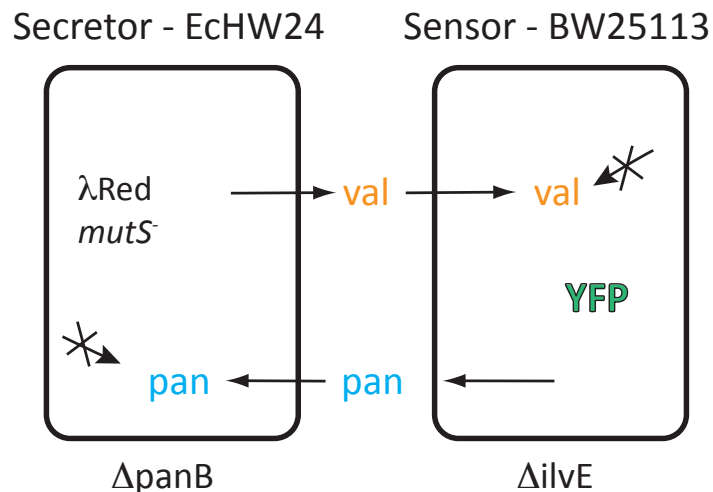 Secretor - EcHW24
Sensor - BW25113
λRed
mutS⁻
val
val
YFP
pan
pan
ΔpanB
ΔilvE